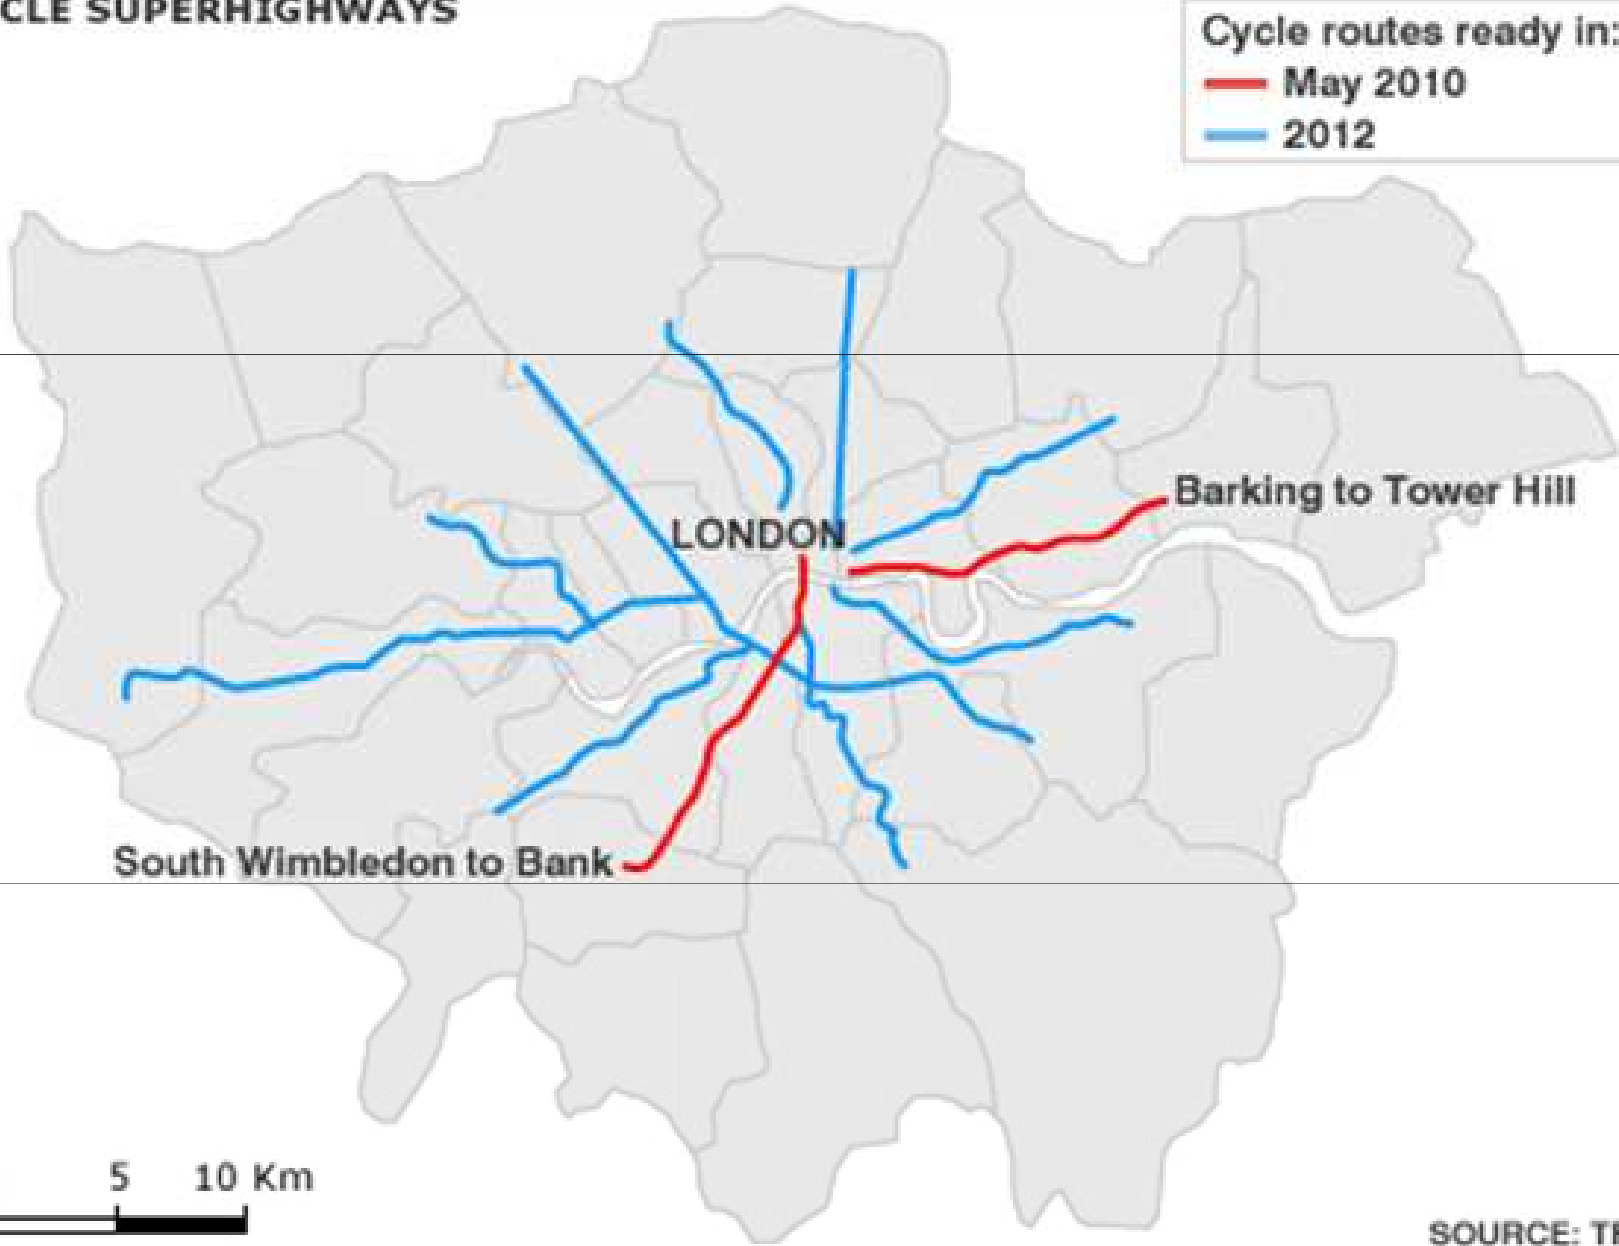 CLE SUPERHIGHWAYS
Cycle routes ready in:
May 2010
2012
Barking to Tower Hill
LONDON
South Wimbledon to Bank
5 10 Km
SOURCE: